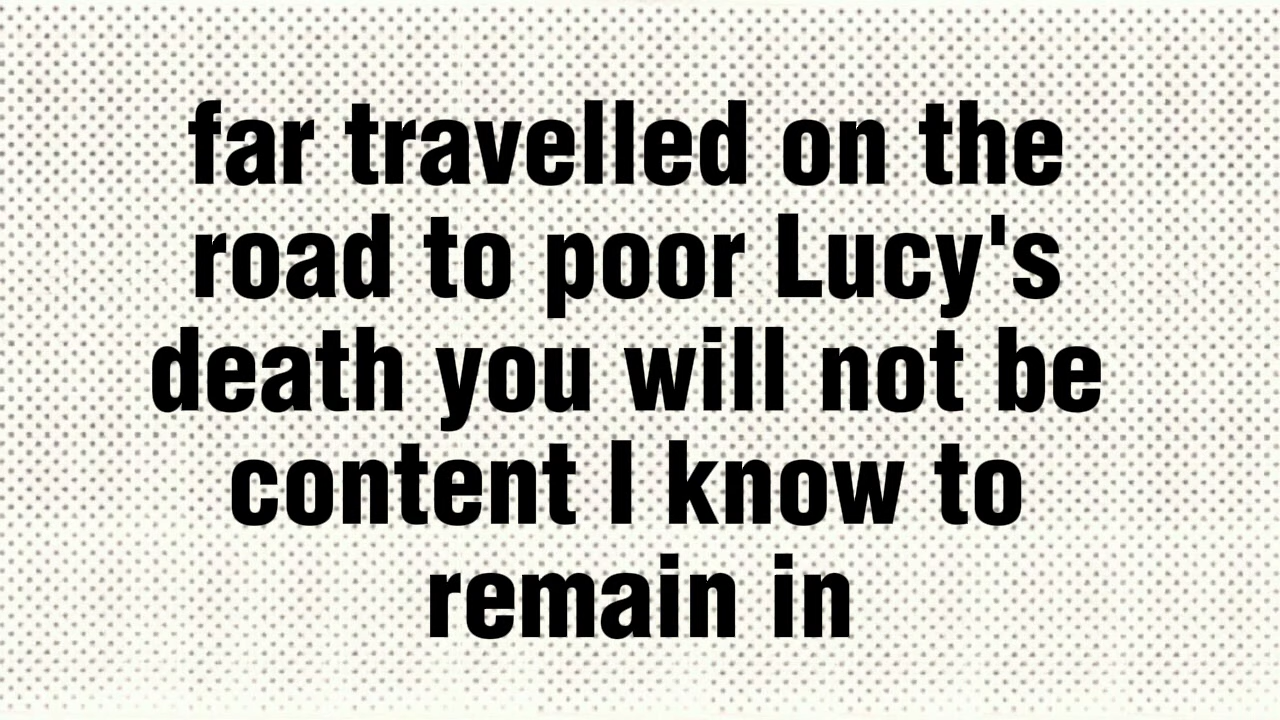 far travelled on the
road to poor Lucy's
death you will not be
content I know to
remain in